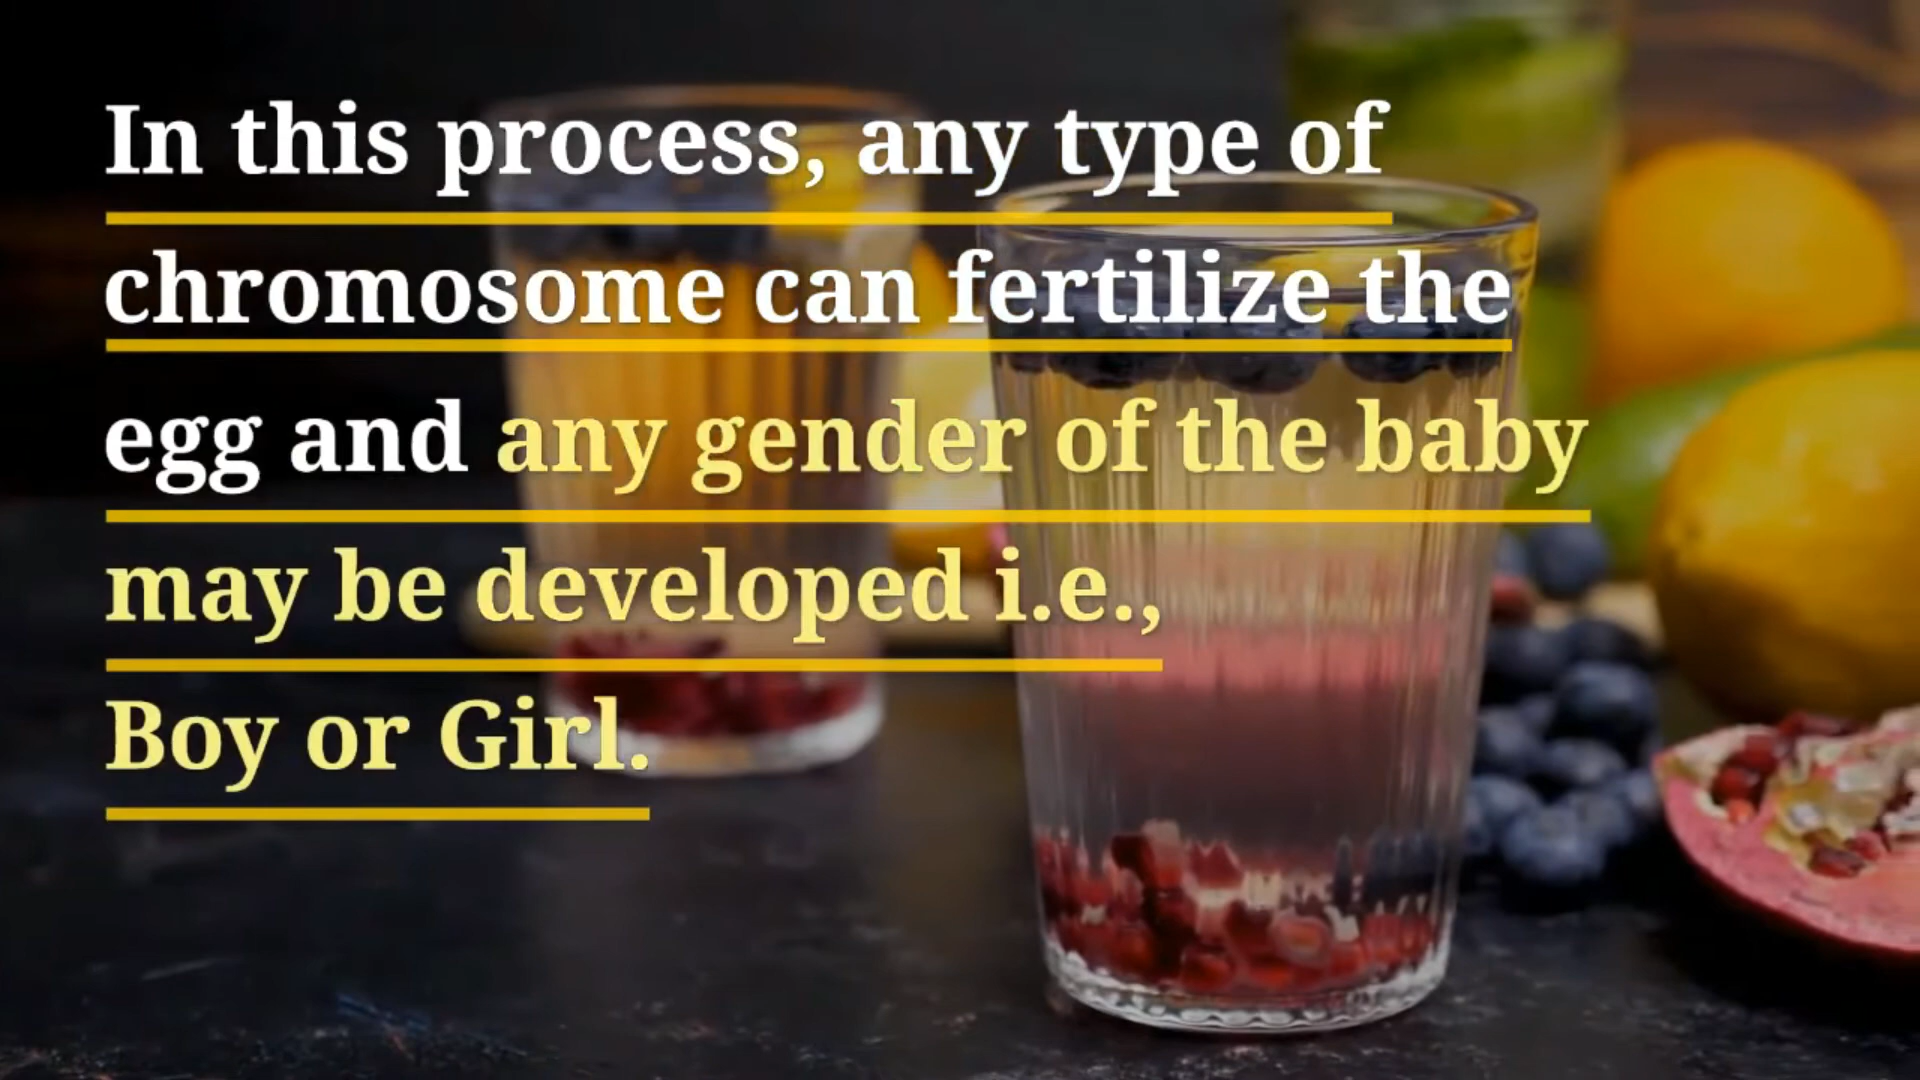 In this process, any type of
chromosome can fertilize the
egg and any gender of the baby
may be developed i.e.,
Boy or Girl.